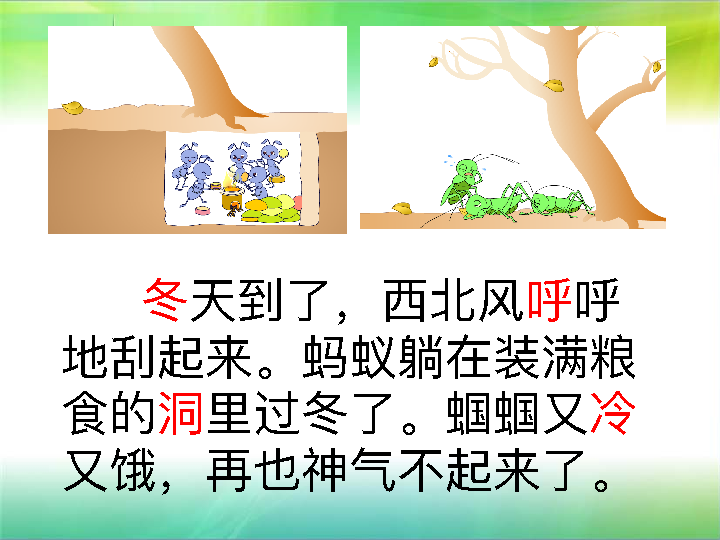 冬天到了，西北风呼呼
地刮起来。蚂蚁躺在装满粮
食的洞里过冬了。蝈蝈又冷
又饿，再也神气不起来了。